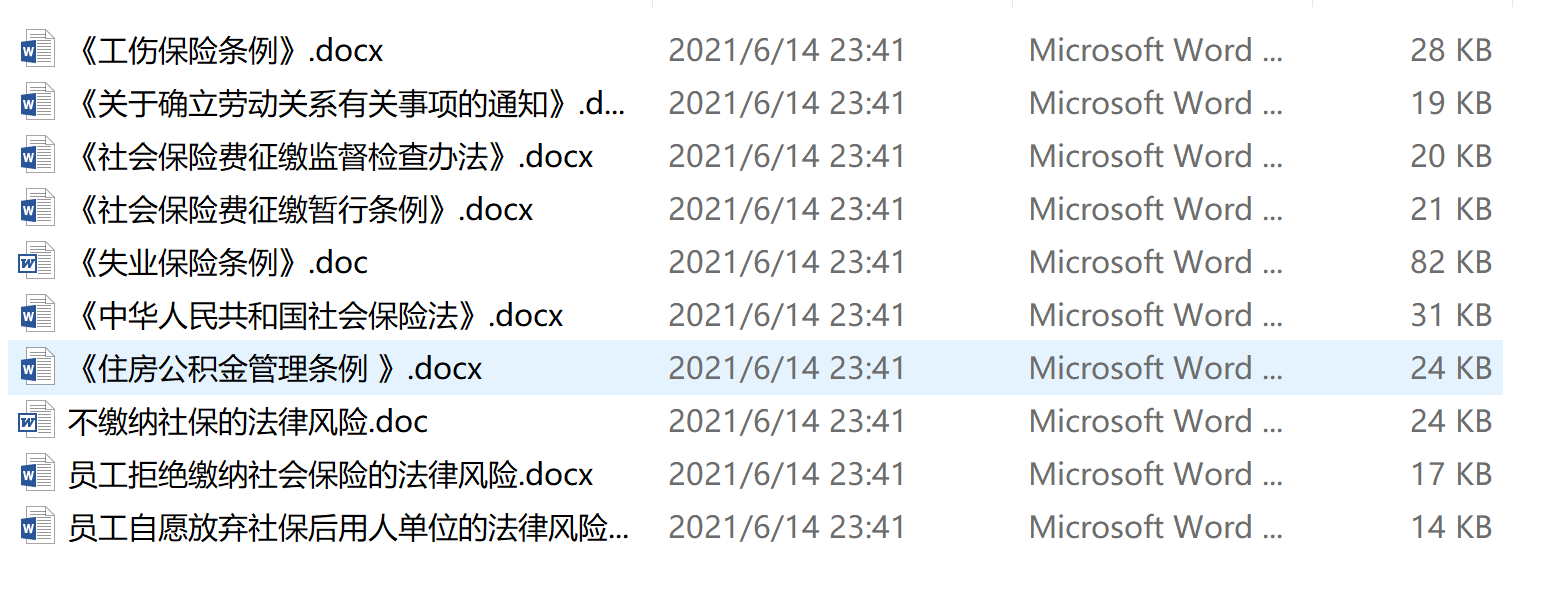 《工伤保险条例》.docx 2021/6/14 23:41 Microsoft Word ... 28 KB
《关于确立劳动关系有关事项的通知》.d... 2021/6/14 23:41 Microsoft Word ... 19 KB
《社会保险费征缴监督检查办法》.docx 2021/6/14 23:41 Microsoft Word ... 20 KB
《社会保险费征缴暂行条例》.docx 2021/6/14 23:41 Microsoft Word ... 21 KB
《失业保险条例》.doc 2021/6/14 23:41 Microsoft Word ... 82 KB
《中华人民共和国社会保险法》.docx 2021/6/14 23:41 Microsoft Word ... 31 KB
《住房公积金管理条例 》.docx 2021/6/14 23:41 Microsoft Word ... 24 KB
不缴纳社保的法律风险.doc 2021/6/14 23:41 Microsoft Word ... 24 KB
员工拒绝缴纳社会保险的法律风险.docx 2021/6/14 23:41 Microsoft Word ... 17 KB
员工自愿放弃社保后用人单位的法律风险... 2021/6/14 23:41 Microsoft Word ... 14 KB